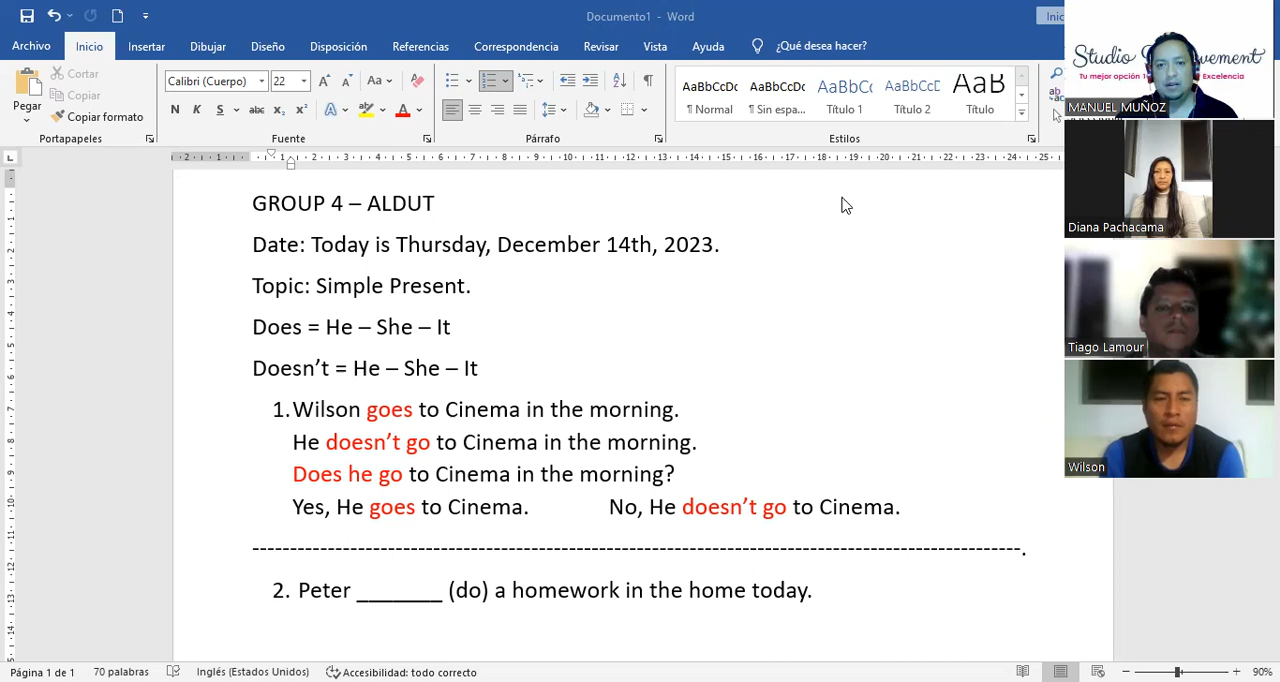 Documento1 - Word
Archivo Inicio Insertar Dibujar Diseño Disposición Referencias Correspondencia Revisar Vista Ayuda ¿Qué desea hacer?
Pegar
Cortar
Copiar
Copiar formato
Portapapeles
Calibri (Cuerpo) 22
N K S abc x₂ x²
Fuente
Párrafo
AaBbCcDc AaBbCcDc AaBbC AaBbCcD AaB
¶ Normal ¶ Sin espa... Título 1 Título 2 Título
Estilos
GROUP 4 – ALDUT
Date: Today is Thursday, December 14th, 2023.
Topic: Simple Present.
Does = He – She – It
Doesn’t = He – She – It
1. Wilson goes to Cinema in the morning.
He doesn’t go to Cinema in the morning.
Does he go to Cinema in the morning?
Yes, He goes to Cinema. No, He doesn’t go to Cinema.
2. Peter _______ (do) a homework in the home today.
Página 1 de 1 70 palabras Inglés (Estados Unidos) Accesibilidad: todo correcto 90%
MANUEL MUÑOZ
Diana Pachacama
Tiago Lamour
Wilson